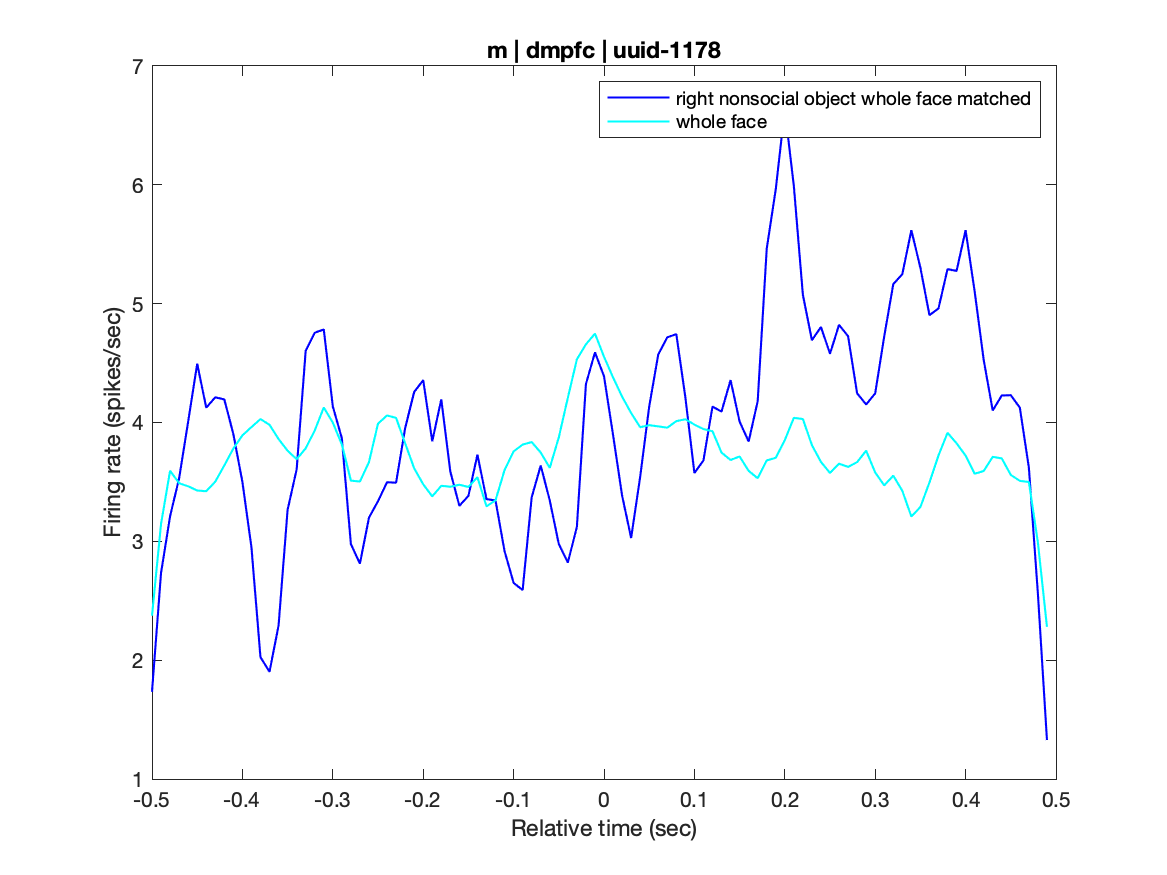 m | dmpfc | uuid-1178
7
right nonsocial object whole face matched
whole face
6
5
4
3
2
1
Firing rate (spikes/sec)
-0.5 -0.4 -0.3 -0.2 -0.1 0 0.1 0.2 0.3 0.4 0.5
Relative time (sec)